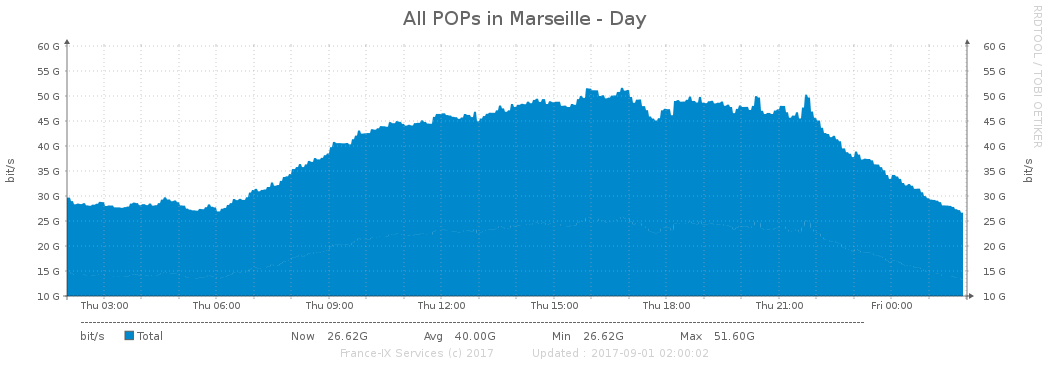 All POPs in Marseille - Day
RRDTOOL / TOBI OETIKER
60 G 60 G
55 G 55 G
50 G 50 G
45 G 45 G
40 G 40 G
35 G 35 G
30 G 30 G
25 G 25 G
20 G 20 G
15 G 15 G
10 G 10 G
bit/s bit/s
Thu 03:00 Thu 06:00 Thu 09:00 Thu 12:00 Thu 15:00 Thu 18:00 Thu 21:00 Fri 00:00
bit/s Total Now 26.62G Avg 40.00G Min 26.62G Max 51.60G
France-IX Services (c) 2017 Updated : 2017-09-01 02:00:02